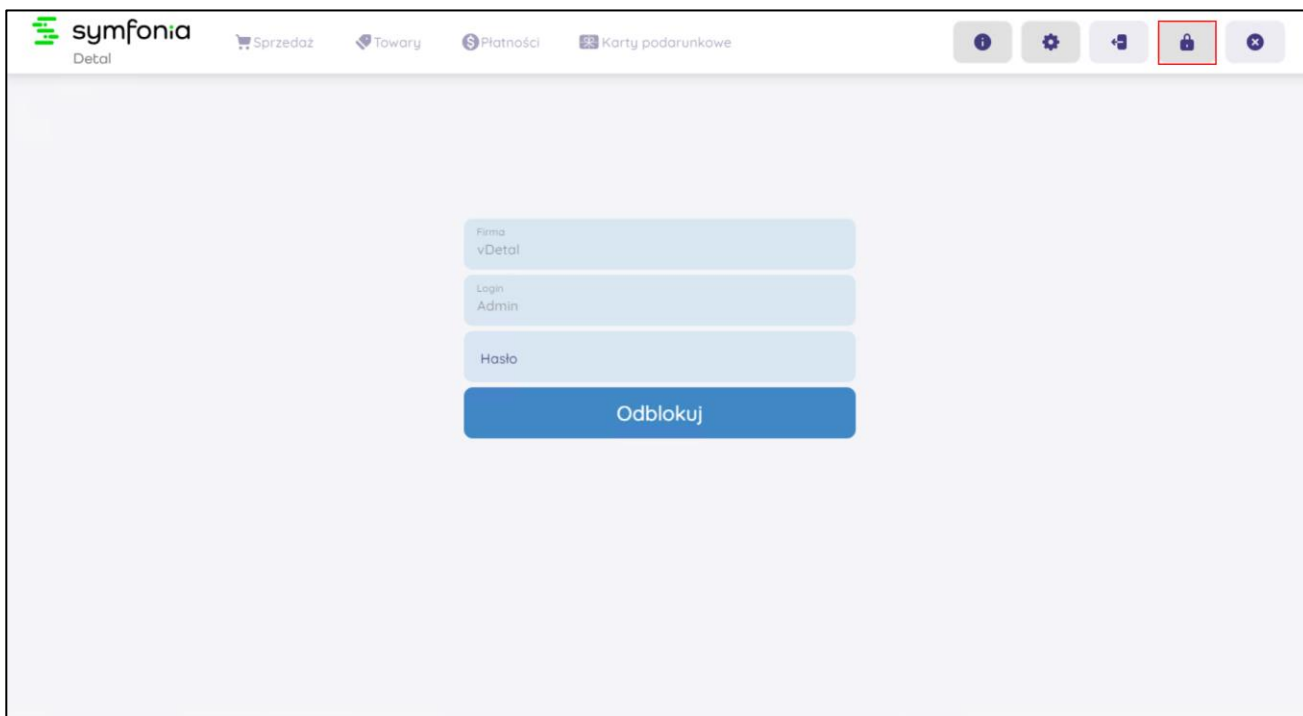 symfonia
Detal
Sprzedaż Towary Płatności Karty podarunkowe
Firma
vDetal
Login
Admin
Hasło
Odblokuj